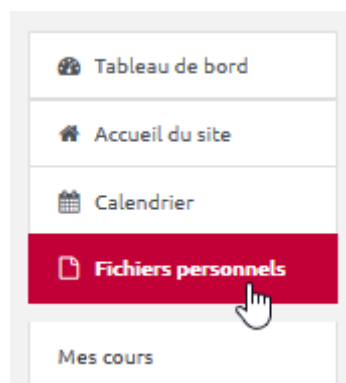 Tableau de bord
Accueil du site
Calendrier
Fichiers personnels
Mes cours